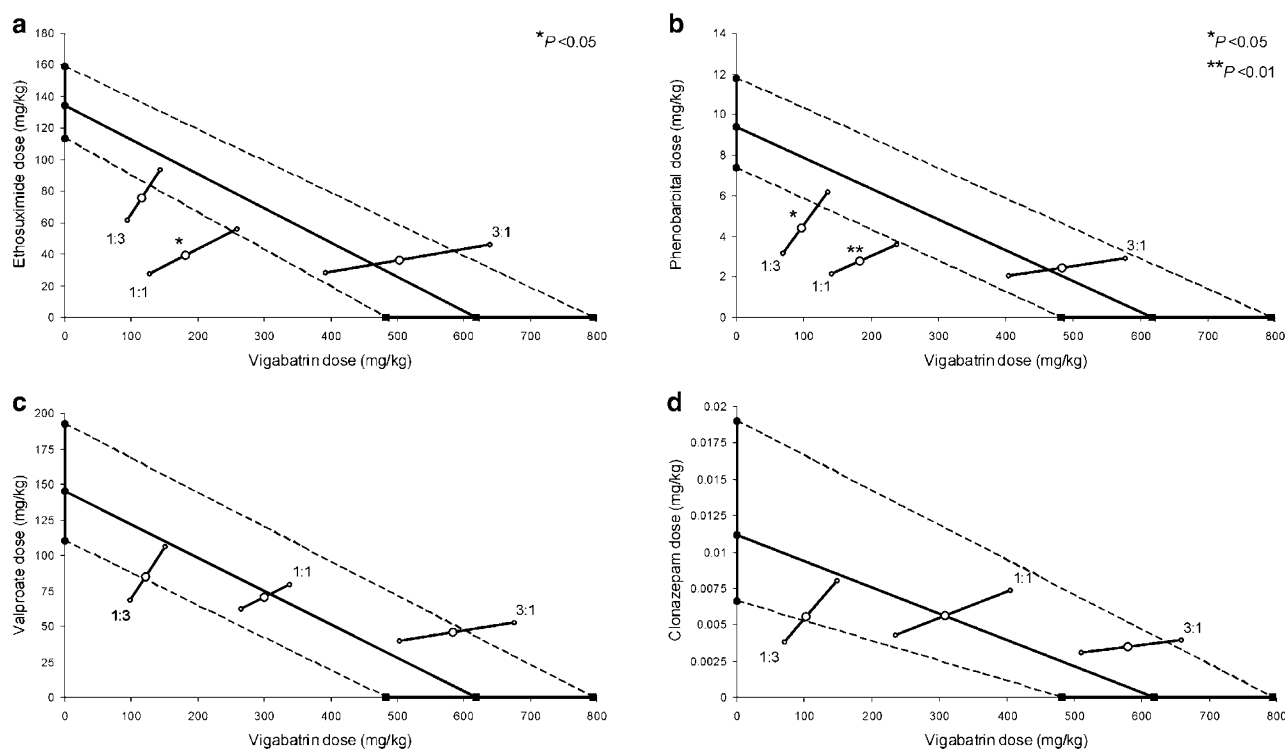 a
*P<0.05
180
160
140
120
100
80
60
40
20
0
Ethosuximide dose (mg/kg)
1:3
*
1:1
3:1
0 100 200 300 400 500 600 700 800
Vigabatrin dose (mg/kg)
b
*P<0.05
**P<0.01
14
12
10
8
6
4
2
0
Phenobarbital dose (mg/kg)
*
1:3
**
1:1
3:1
0 100 200 300 400 500 600 700 800
Vigabatrin dose (mg/kg)
c
200
175
150
125
100
75
50
25
0
Valproate dose (mg/kg)
1:3
1:1
3:1
0 100 200 300 400 500 600 700 800
Vigabatrin dose (mg/kg)
d
0.02
0.0175
0.015
0.0125
0.01
0.0075
0.005
0.0025
0
Clonazepam dose (mg/kg)
1:3
1:1
3:1
0 100 200 300 400 500 600 700 800
Vigabatrin dose (mg/kg)